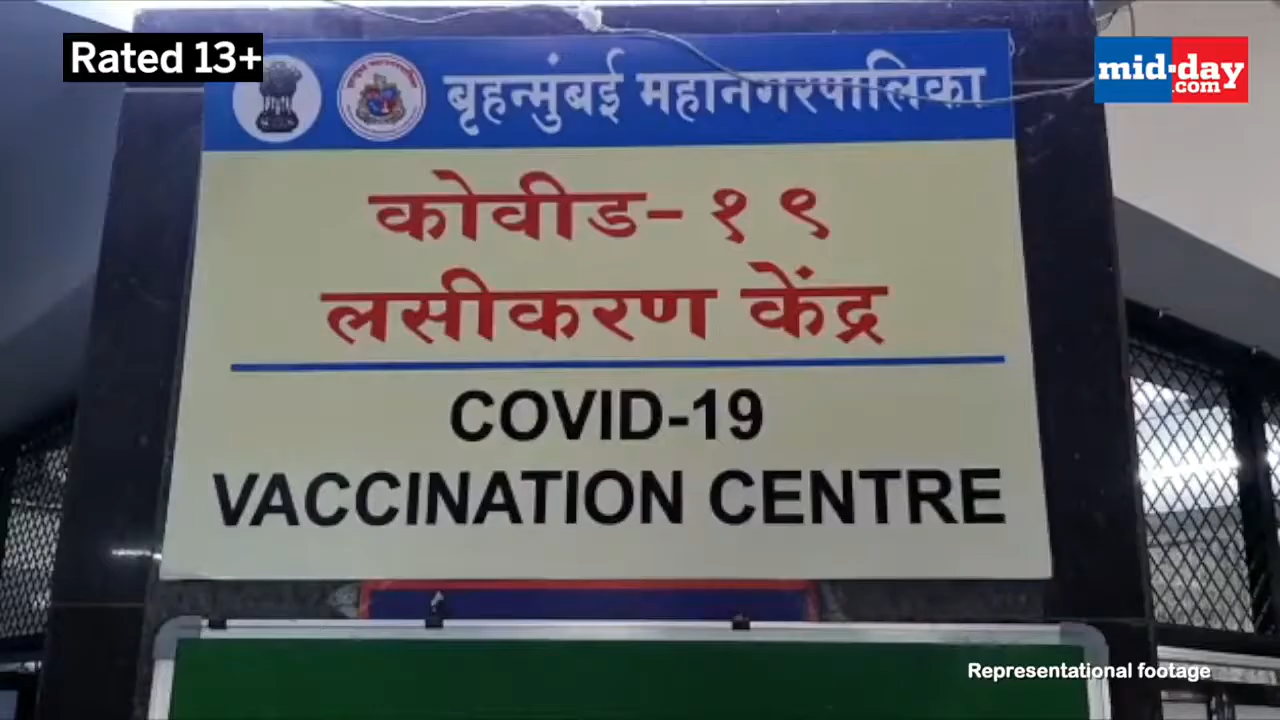 Rated 13+
mid-day
.com
बृहन्मुंबई महानगरपालिका
कोवीड-१९
लसीकरण केंद्र
COVID-19
VACCINATION CENTRE
Representational footage